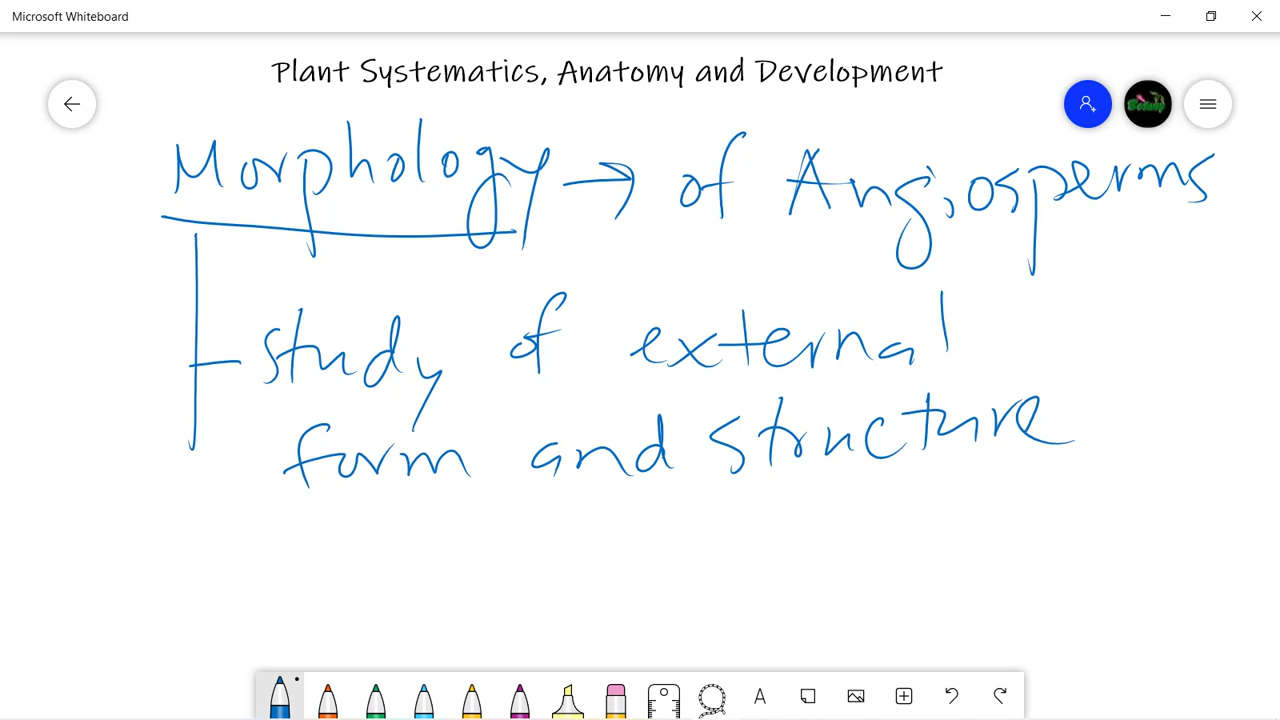 Microsoft Whiteboard
Plant Systematics, Anatomy and Development
Morphology → of Angiosperms
study of external
form and structure
A